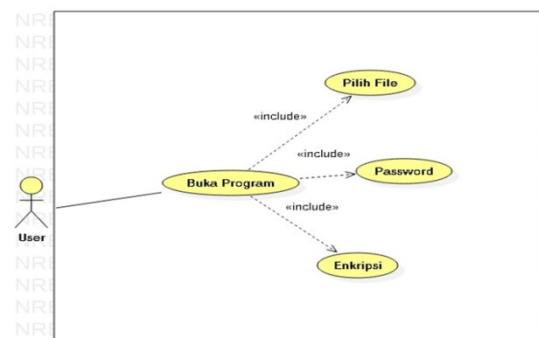 Pilih File
«include»
«include»
Password
Buka Program
«include»
User
Enkripsi